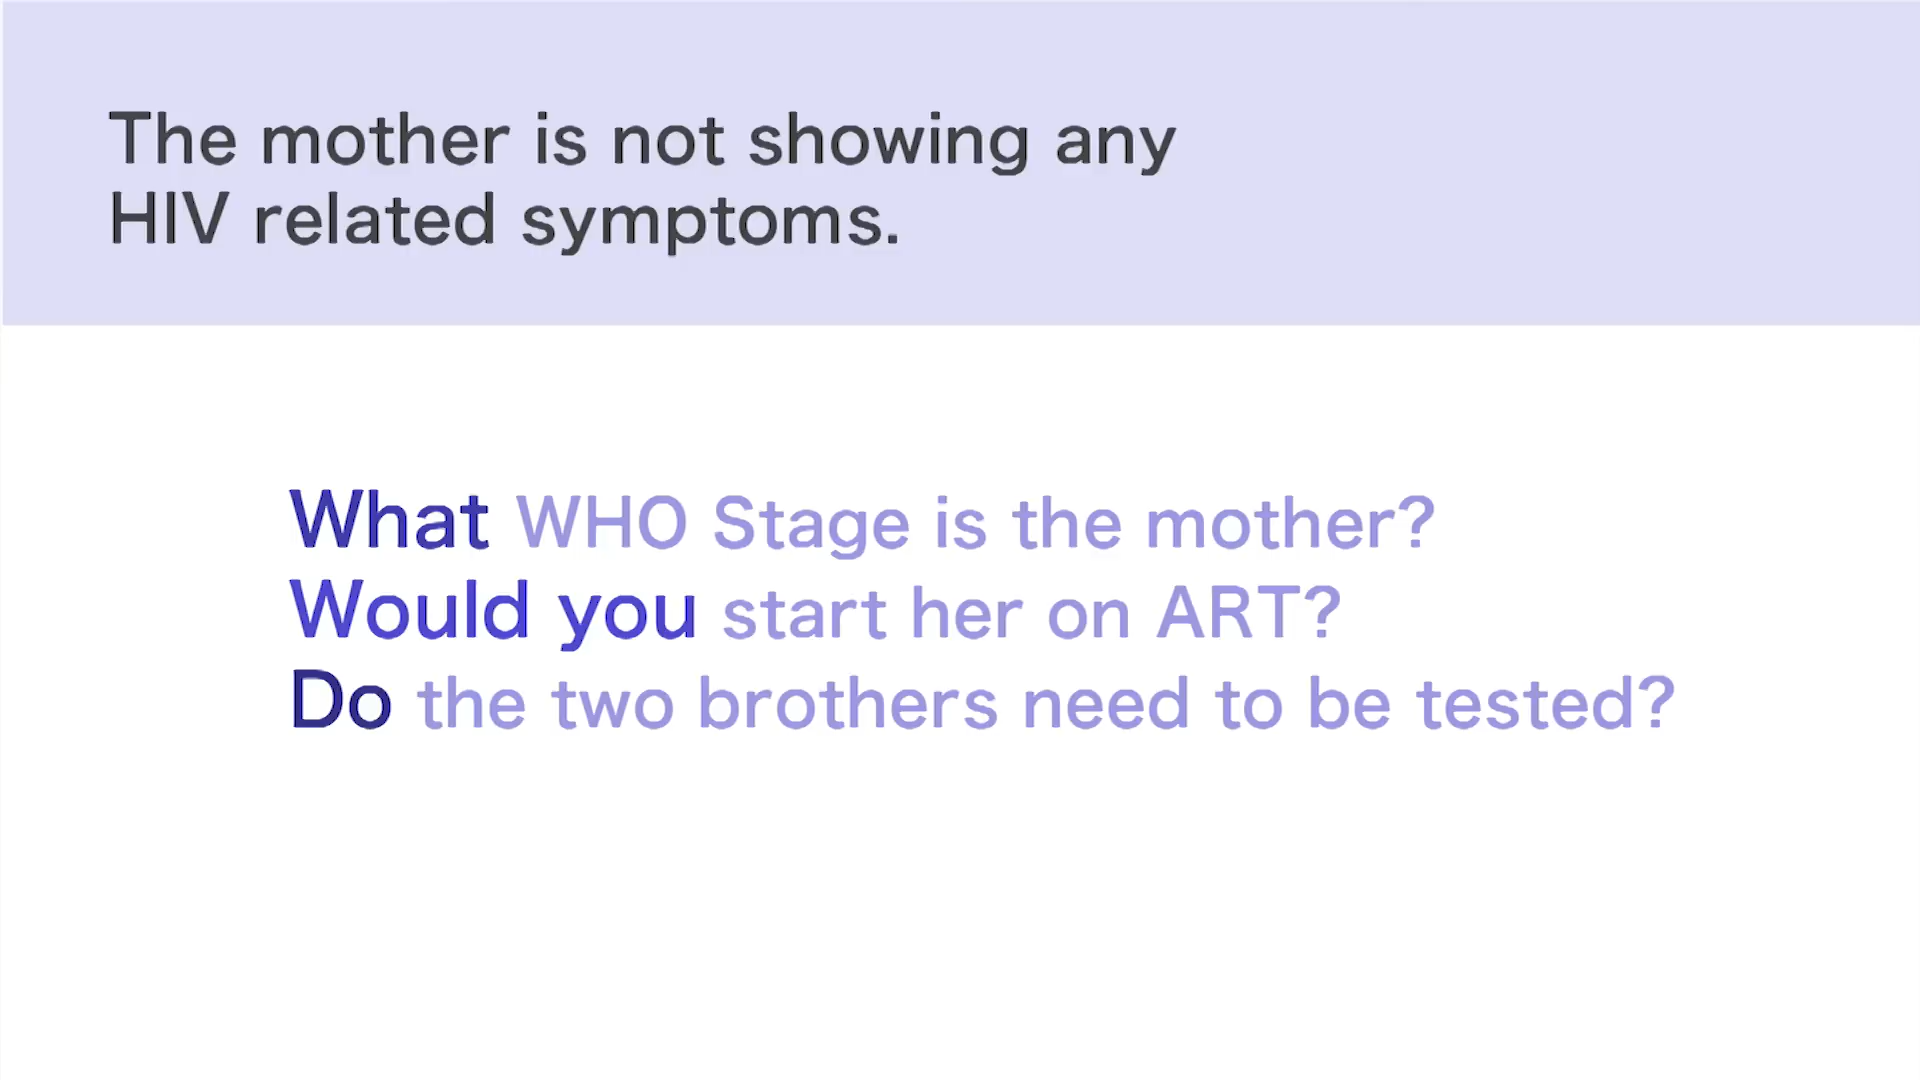 The mother is not showing any
HIV related symptoms.
What WHO Stage is the mother?
Would you start her on ART?
Do the two brothers need to be tested?